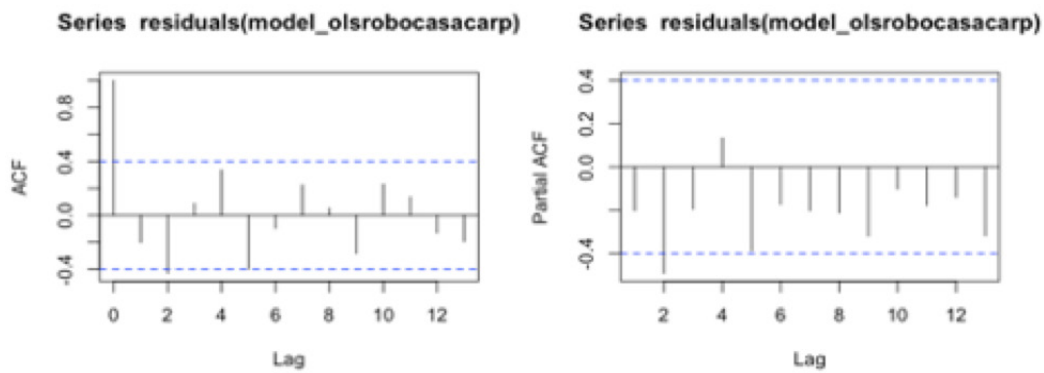 Series residuals(model_olsrobocasacarp)
ACF
0.8
0.4
0.0
-0.4
0 2 4 6 8 10 12
Lag
Series residuals(model_olsrobocasacarp)
Partial ACF
0.4
0.2
0.0
-0.4
2 4 6 8 10 12
Lag